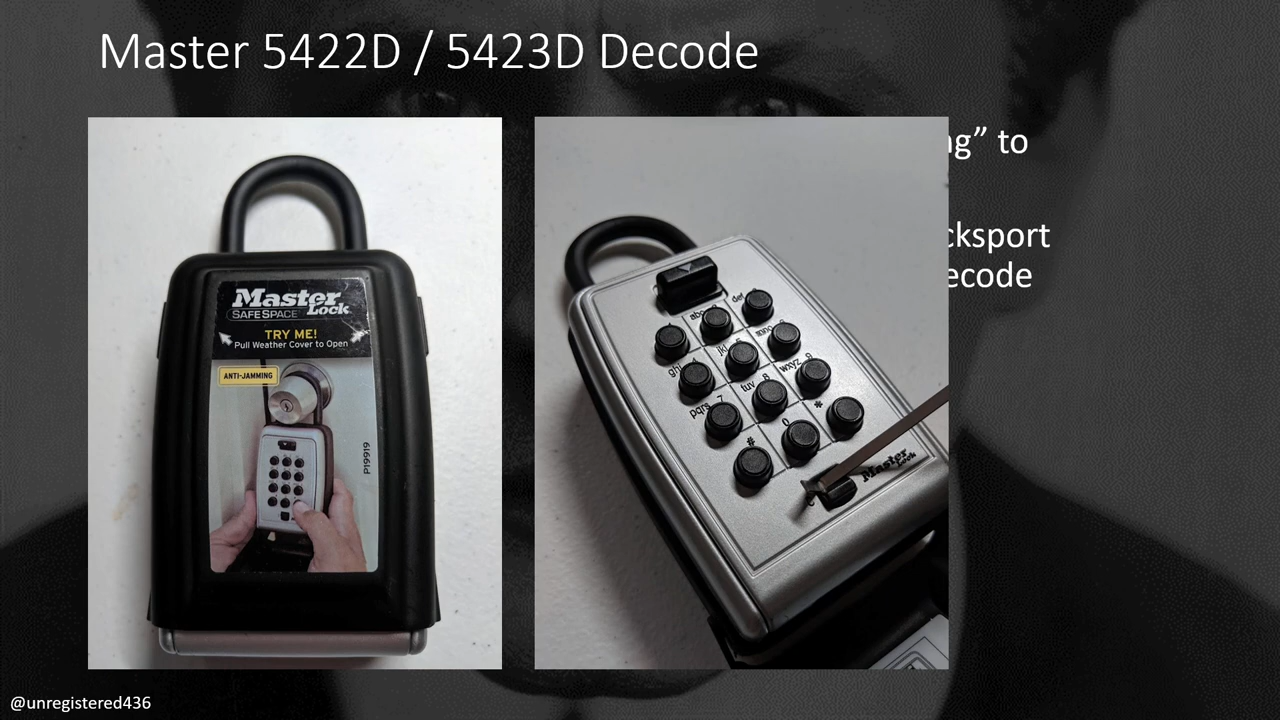 Master 5422D / 5423D Decode
ng” to
cksport
ecode
Master
Lock
SAFESPACE
TRY ME!
Pull Weather Cover to Open
ANTI-JAMMING
P19919
abc
def
ghi
jkl
mno
pqrs 7
tuv 8
wxyz 9
#
0
*
Master
Lock
@unregistered436